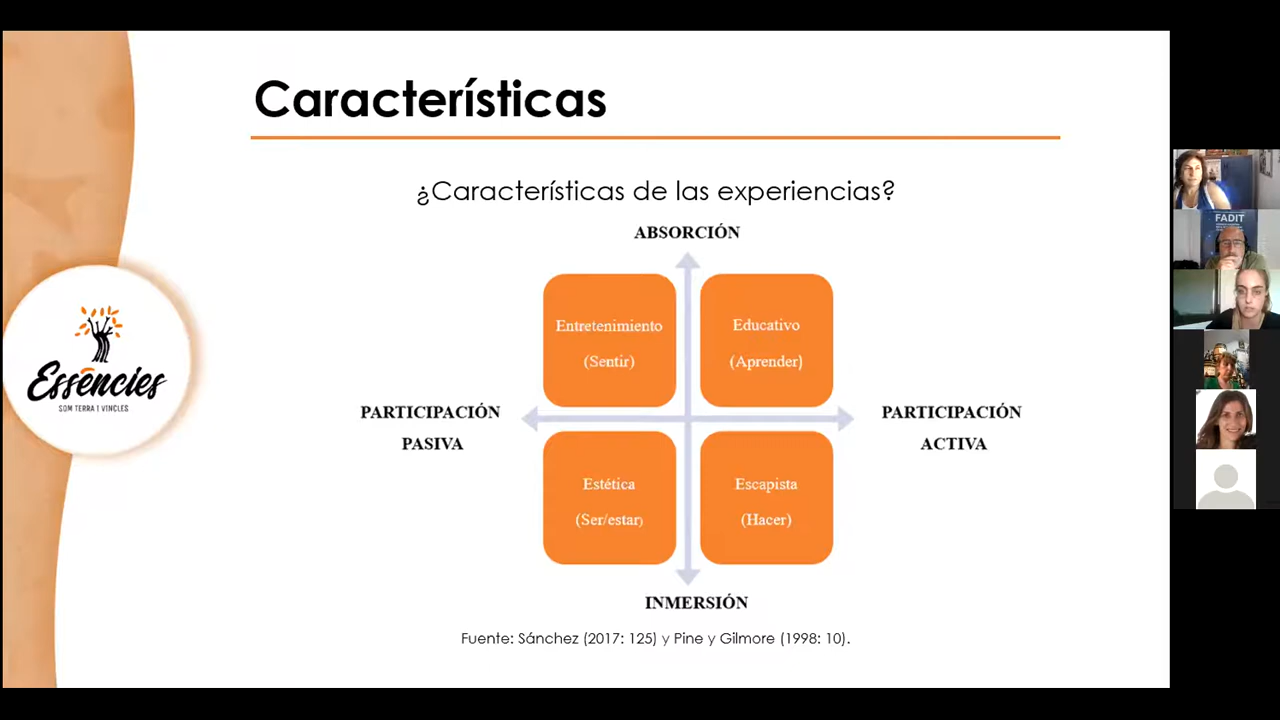 Características
¿Características de las experiencias?
ABSORCIÓN
Entretenimiento
(Sentir)
Educativo
(Aprender)
PARTICIPACIÓN
PASIVA
PARTICIPACIÓN
ACTIVA
Estética
(Ser/estar)
Escapista
(Hacer)
INMERSIÓN
Fuente: Sánchez (2017: 125) y Pine y Gilmore (1998: 10).
Essències
SOM TERRA I VINCLES
FADIT